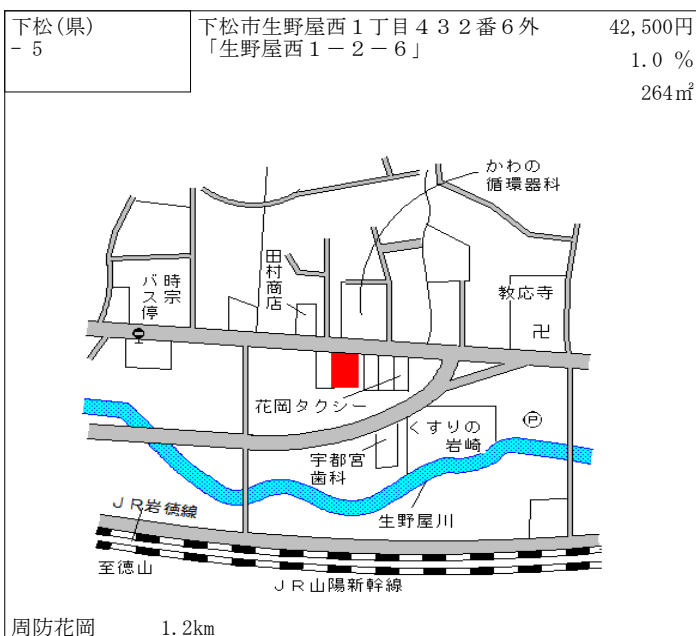 下松(県)
- 5
下松市生野屋西１丁目４３２番６外
「生野屋西１－２－６」
42,500円
1.0 %
264㎡
かわの
循環器科
田村商店
時宗
バス停
教応寺
卍
花岡タクシー
Ｐ
くすりの
岩崎
宇都宮
歯科
生野屋川
ＪＲ岩徳線
至徳山
ＪＲ山陽新幹線
周防花岡 1.2km